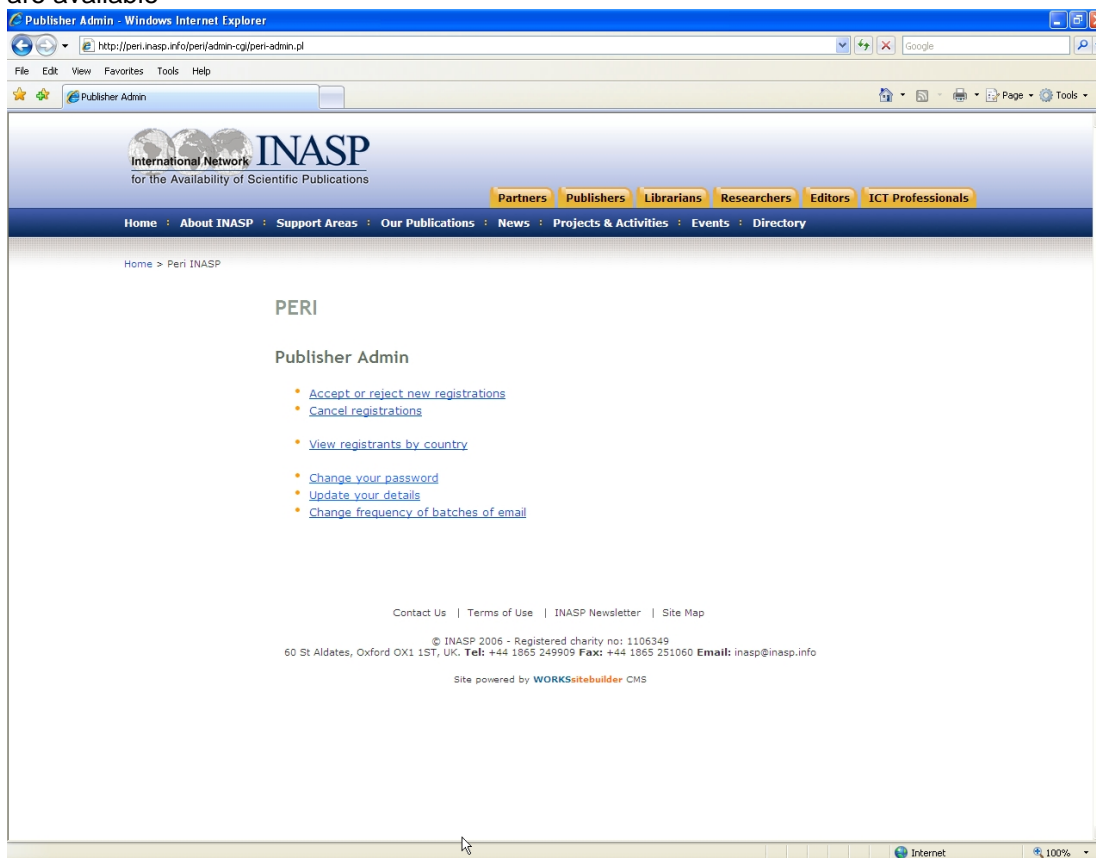 are available
Publisher Admin - Windows Internet Explorer
http://peri.inasp.info/peri/admin-cgi/peri-admin.pl
Google
File Edit View Favorites Tools Help
Publisher Admin
Page Tools
International Network INASP
for the Availability of Scientific Publications
Partners Publishers Librarians Researchers Editors ICT Professionals
Home : About INASP : Support Areas : Our Publications : News : Projects & Activities : Events : Directory
Home > Peri INASP
PERI
Publisher Admin
Accept or reject new registrations
Cancel registrations
View registrants by country
Change your password
Update your details
Change frequency of batches of email
Contact Us | Terms of Use | INASP Newsletter | Site Map
© INASP 2006 - Registered charity no: 1106349
60 St Aldates, Oxford OX1 1ST, UK. Tel: +44 1865 249909 Fax: +44 1865 251060 Email: inasp@inasp.info
Site powered by WORKSsitebuilder CMS
Internet 100%